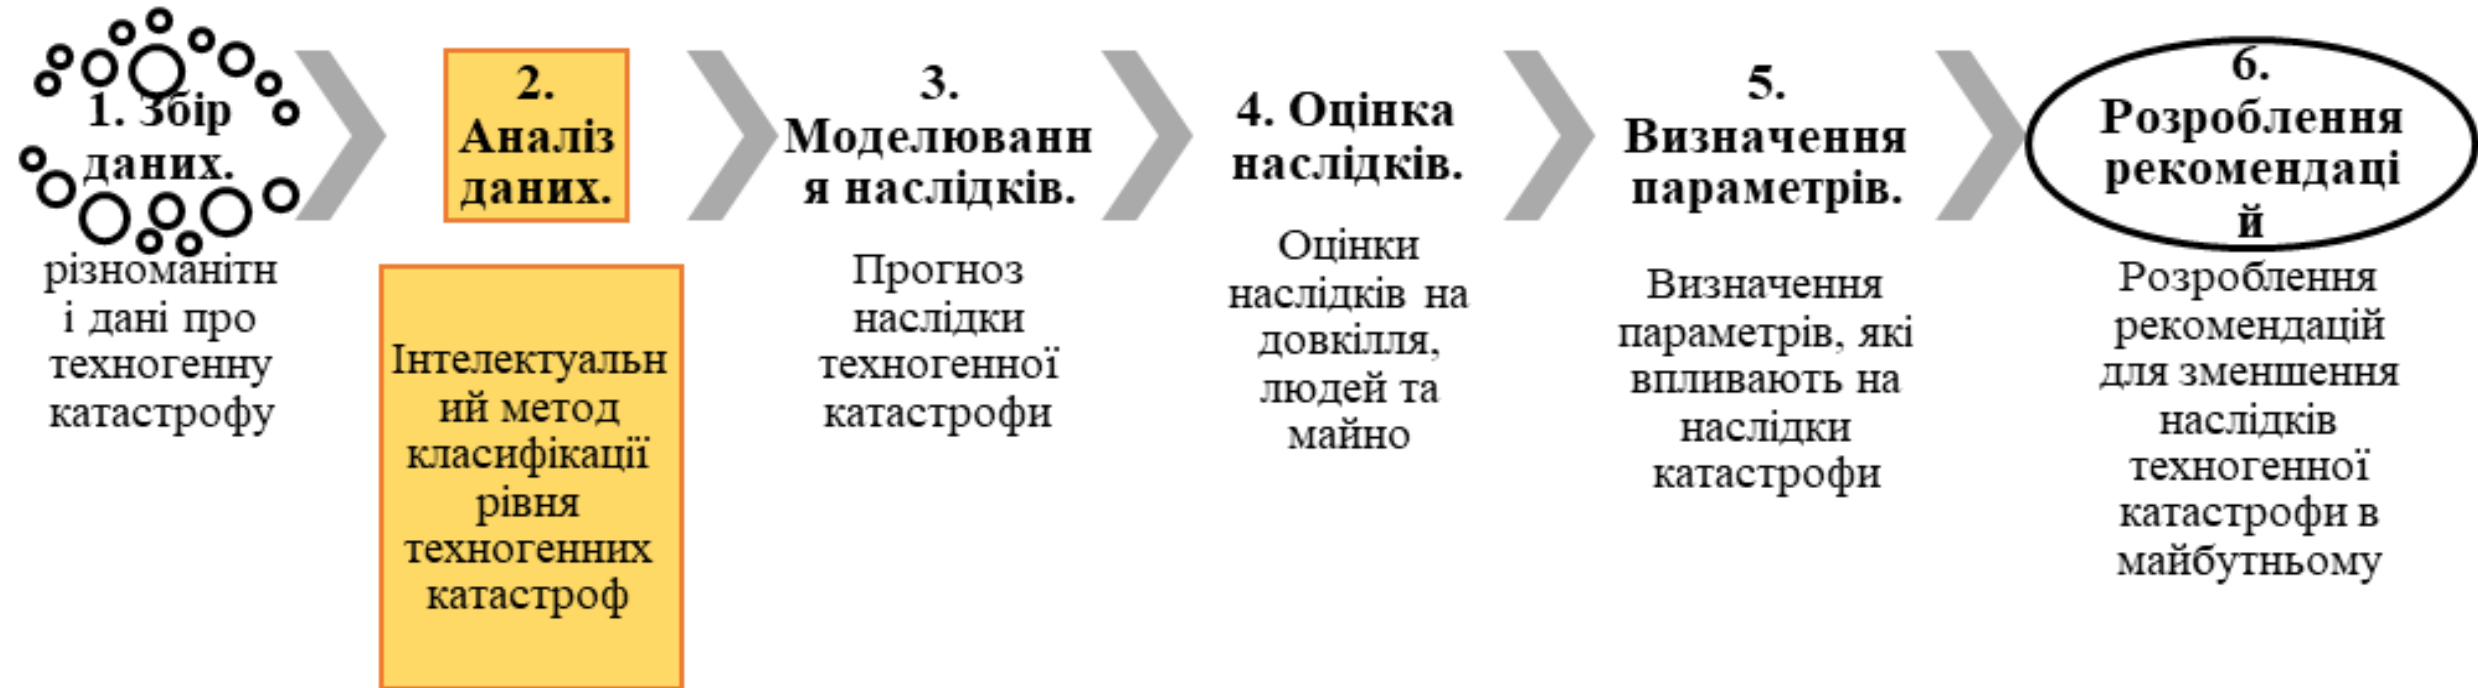 1. Збір
даних.
різноманітн
і дані про
техногенну
катастрофу
2.
Аналіз
даних.
Інтелектуальн
ий метод
класифікації
рівня
техногенних
катастроф
3.
Моделюванн
я наслідків.
Прогноз
наслідки
техногенної
катастрофи
4. Оцінка
наслідків.
Оцінки
наслідків на
довкілля,
людей та
майно
5.
Визначення
параметрів.
Визначення
параметрів, які
впливають на
наслідки
катастрофи
6.
Розроблення
рекомендаці
й
Розроблення
рекомендацій
для зменшення
наслідків
техногенної
катастрофи в
майбутньому